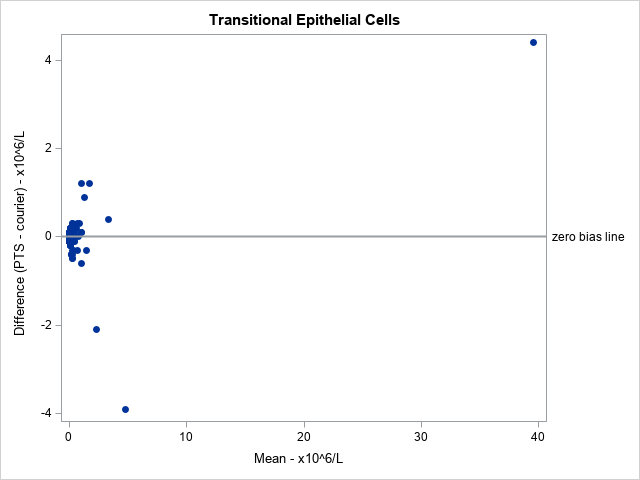 Transitional Epithelial Cells
Difference (PTS - courier) - x10^6/L
4
2
0
-2
-4
zero bias line
0
10
20
30
40
Mean - x10^6/L